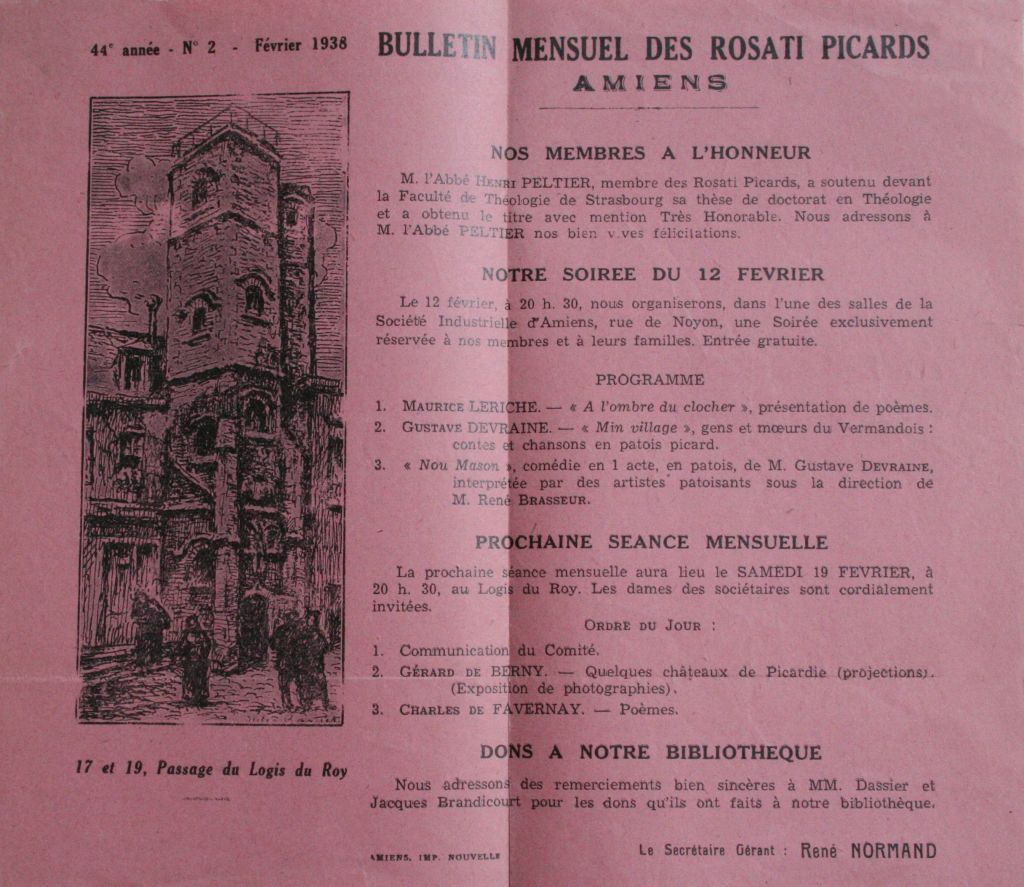 44e année - N° 2 - Février 1938
BULLETIN MENSUEL DES ROSATI PICARDS
AMIENS
NOS MEMBRES A L'HONNEUR
M. l'Abbé HENRI PELTIER, membre des Rosati Picards, a soutenu devant
la Faculté de Théologie de Strasbourg sa thèse de doctorat en Théologie
et a obtenu le titre avec mention Très Honorable. Nous adressons à
M. l'Abbé PELTIER nos bien vives félicitations.
NOTRE SOIREE DU 12 FEVRIER
Le 12 février, à 20 h. 30, nous organiserons, dans l'une des salles de la
Société Industrielle d'Amiens, rue de Noyon, une Soirée exclusivement
réservée à nos membres et à leurs familles. Entrée gratuite.
PROGRAMME
1. MAURICE LERICHE. — « A l'ombre du clocher », présentation de poèmes.
2. GUSTAVE DEVRAINE. — « Min village », gens et mœurs du Vermandois :
contes et chansons en patois picard.
3. « Nou Mason », comédie en 1 acte, en patois, de M. Gustave DEVRAINE,
interprétée par des artistes patoisants sous la direction de
M. René BRASSEUR.
PROCHAINE SEANCE MENSUELLE
La prochaine séance mensuelle aura lieu le SAMEDI 19 FEVRIER, à
20 h. 30, au Logis du Roy. Les dames des sociétaires sont cordialement
invitées.
ORDRE DU JOUR :
1. Communication du Comité.
2. GÉRARD DE BERNY. — Quelques châteaux de Picardie (projections).
(Exposition de photographies).
3. CHARLES DE FAVERNAY. — Poèmes.
DONS A NOTRE BIBLIOTHEQUE
Nous adressons des remerciements bien sincères à MM. Dassier et
Jacques Brandicourt pour les dons qu'ils ont faits à notre bibliothèque.
17 et 19, Passage du Logis du Roy
AMIENS, IMP. NOUVELLE
Le Secrétaire Gérant : René NORMAND